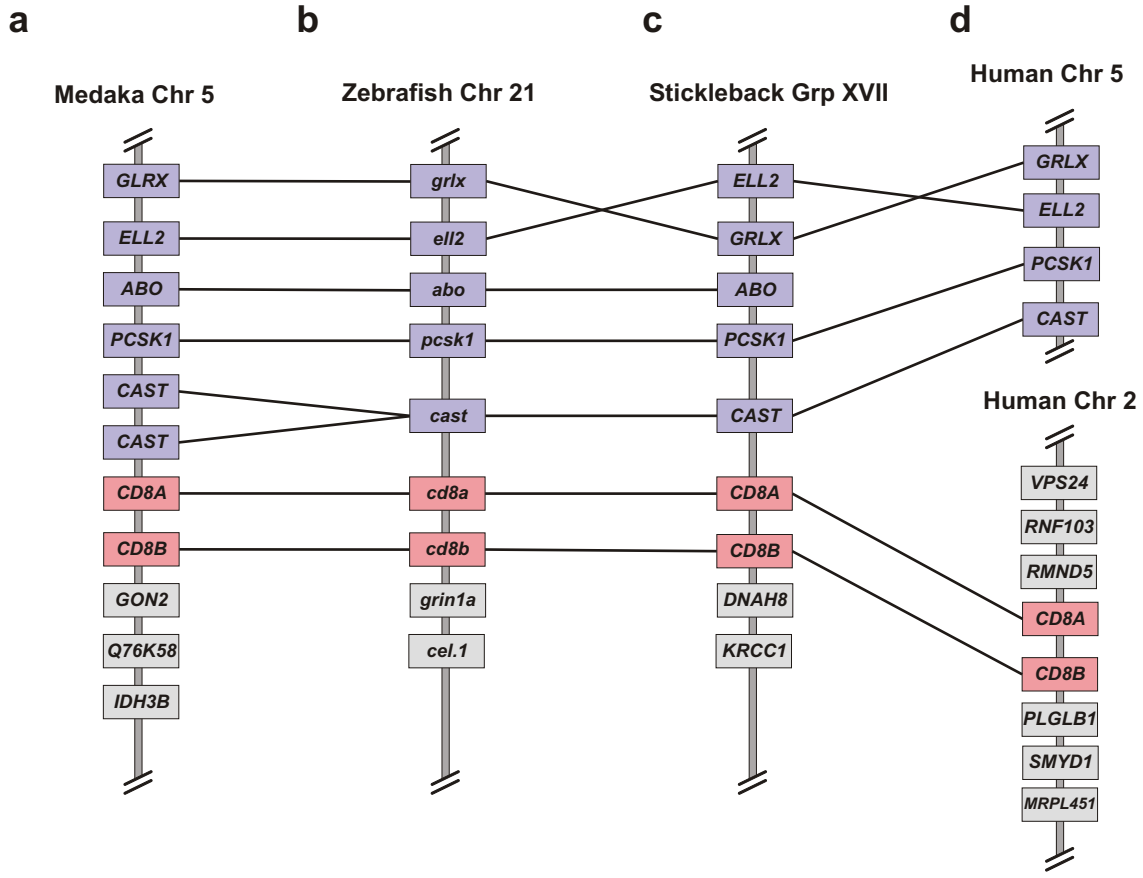 a
b
c
d
Medaka Chr 5
GLRX
ELL2
ABO
PCSK1
CAST
CAST
CD8A
CD8B
GON2
Q76K58
IDH3B
Zebrafish Chr 21
grlx
ell2
abo
pcsk1
cast
cd8a
cd8b
grin1a
cel.1
Stickleback Grp XVII
ELL2
GRLX
ABO
PCSK1
CAST
CD8A
CD8B
DNAH8
KRCC1
Human Chr 5
GRLX
ELL2
PCSK1
CAST
Human Chr 2
VPS24
RNF103
RMND5
CD8A
CD8B
PLGLB1
SMYD1
MRPL451